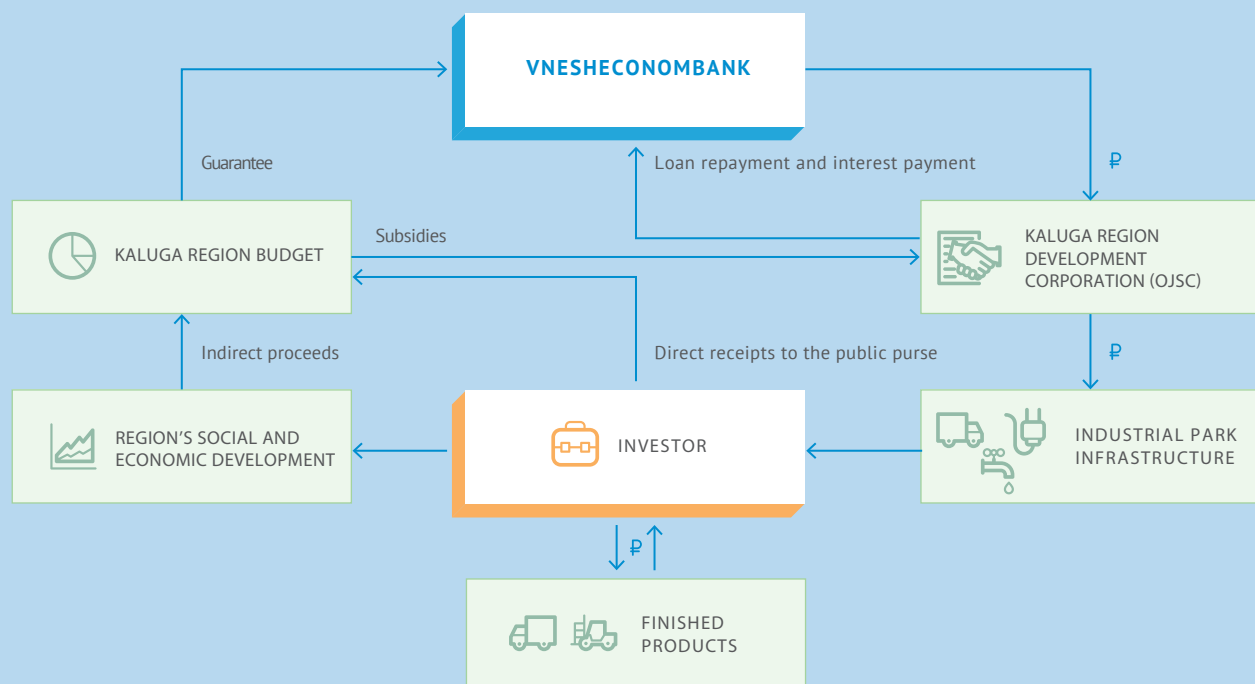 VNESHECONOMBANK
Guarantee
Loan repayment and interest payment
₽
KALUGA REGION BUDGET
Subsidies
KALUGA REGION
DEVELOPMENT
CORPORATION (OJSC)
Indirect proceeds
Direct receipts to the public purse
₽
REGION’S SOCIAL AND
ECONOMIC DEVELOPMENT
INVESTOR
INDUSTRIAL PARK
INFRASTRUCTURE
₽
FINISHED
PRODUCTS